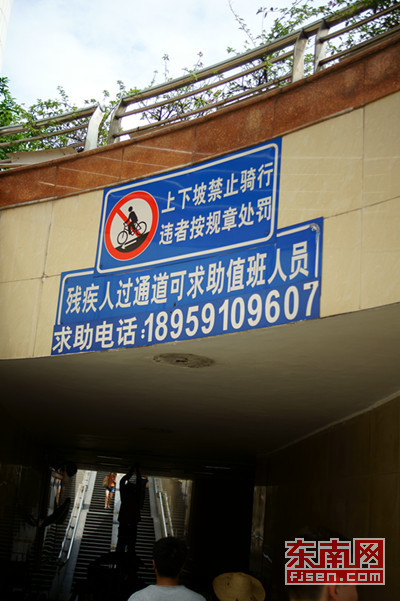 上下坡禁止骑行
违者按规章处罚
残疾人过通道可求助值班人员
求助电话:18959109607
东南网
FJSEN.COM